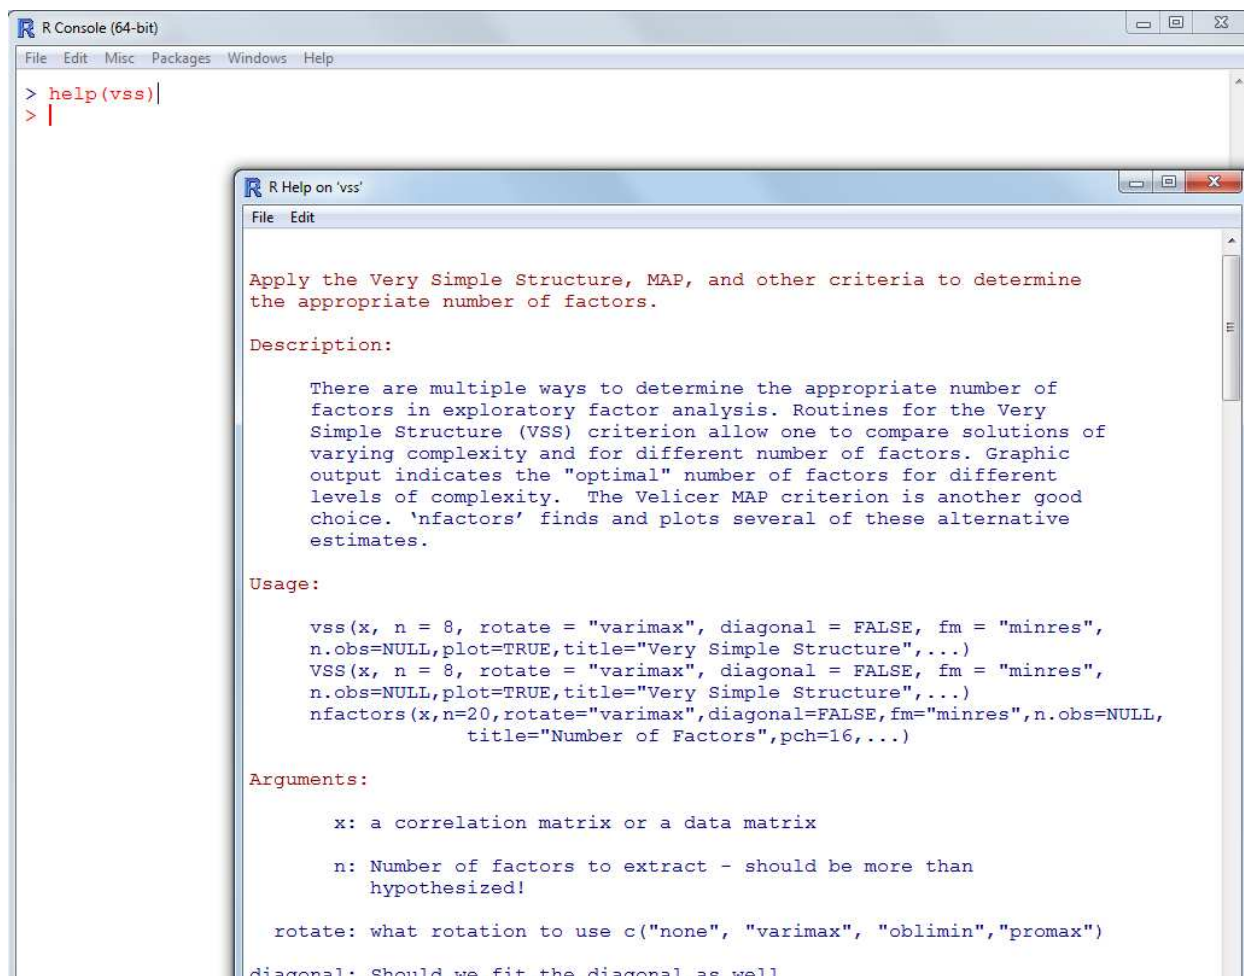 R Console (64-bit)
File Edit Misc Packages Windows Help
> help(vss)
>
R Help on 'vss'
File Edit
Apply the Very Simple Structure, MAP, and other criteria to determine
the appropriate number of factors.
Description:
There are multiple ways to determine the appropriate number of
factors in exploratory factor analysis. Routines for the Very
Simple Structure (VSS) criterion allow one to compare solutions of
varying complexity and for different number of factors. Graphic
output indicates the "optimal" number of factors for different
levels of complexity.  The Velicer MAP criterion is another good
choice. ‘nfactors’ finds and plots several of these alternative
estimates.
Usage:
vss(x, n = 8, rotate = "varimax", diagonal = FALSE, fm = "minres",
n.obs=NULL,plot=TRUE,title="Very Simple Structure",...)
VSS(x, n = 8, rotate = "varimax", diagonal = FALSE, fm = "minres",
n.obs=NULL,plot=TRUE,title="Very Simple Structure",...)
nfactors(x,n=20,rotate="varimax",diagonal=FALSE,fm="minres",n.obs=NULL,
title="Number of Factors",pch=16,...)
Arguments:
x: a correlation matrix or a data matrix
n: Number of factors to extract - should be more than
hypothesized!
rotate: what rotation to use c("none", "varimax", "oblimin","promax")
diagonal: Should we fit the diagonal as well